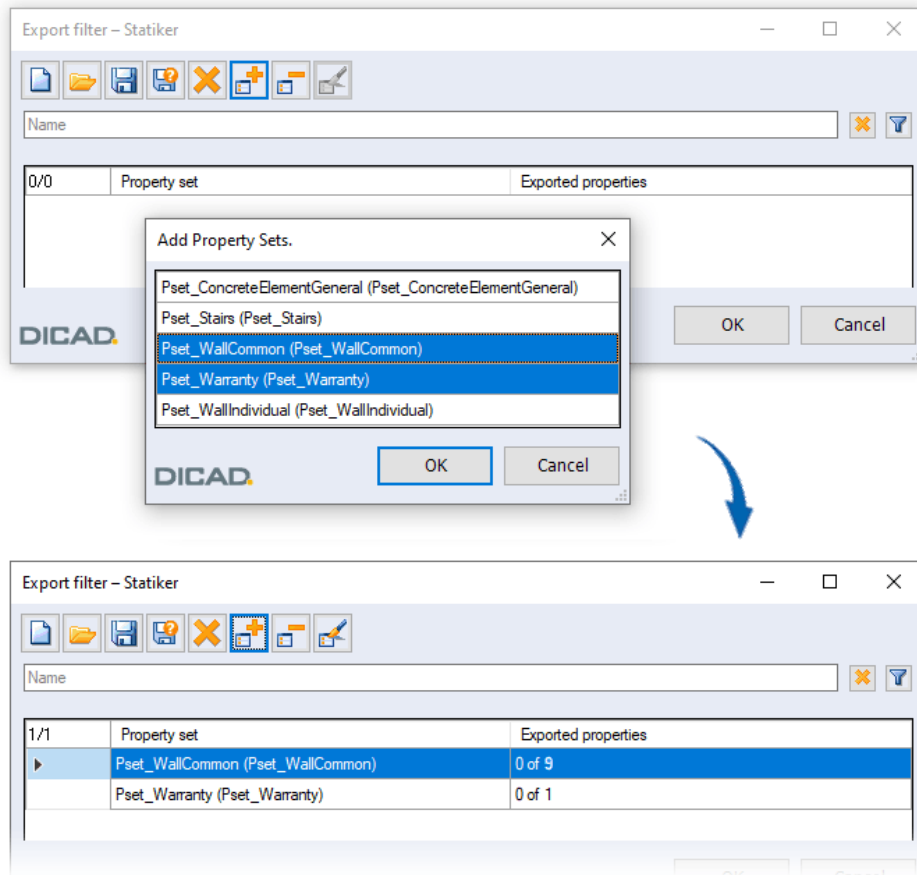 Export filter – Statiker
Name
0/0 Property set Exported properties
Add Property Sets.
Pset_ConcreteElementGeneral (Pset_ConcreteElementGeneral)
Pset_Stairs (Pset_Stairs)
Pset_WallCommon (Pset_WallCommon)
Pset_Warranty (Pset_Warranty)
Pset_WallIndividual (Pset_WallIndividual)
OK Cancel
DICAD.
OK Cancel
DICAD.
Export filter – Statiker
Name
1/1 Property set Exported properties
Pset_WallCommon (Pset_WallCommon) 0 of 9
Pset_Warranty (Pset_Warranty) 0 of 1
OK Cancel